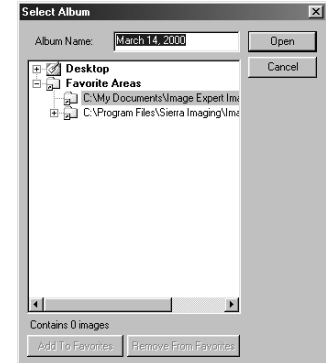 Select Album
Album Name: March 14, 2000 Open
Cancel
Desktop
Favorite Areas
C:\My Documents\Image Expert Ima
C:\Program Files\Sierra Imaging\Ima
Contains 0 images
Add To Favorites Remove From Favorites